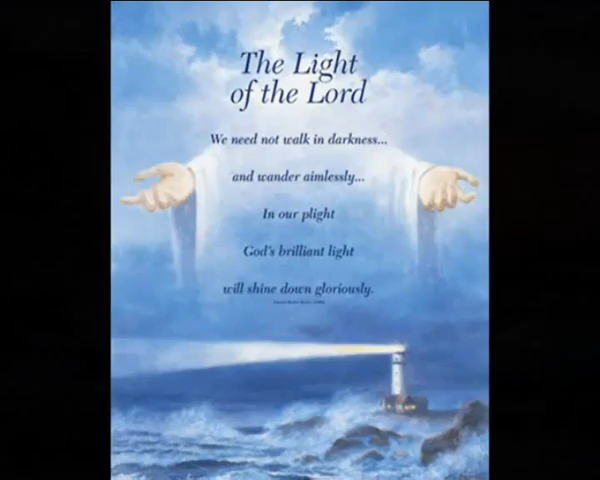 The Light
of the Lord
We need not walk in darkness...
and wander aimlessly...
In our plight
God's brilliant light
will shine down gloriously.